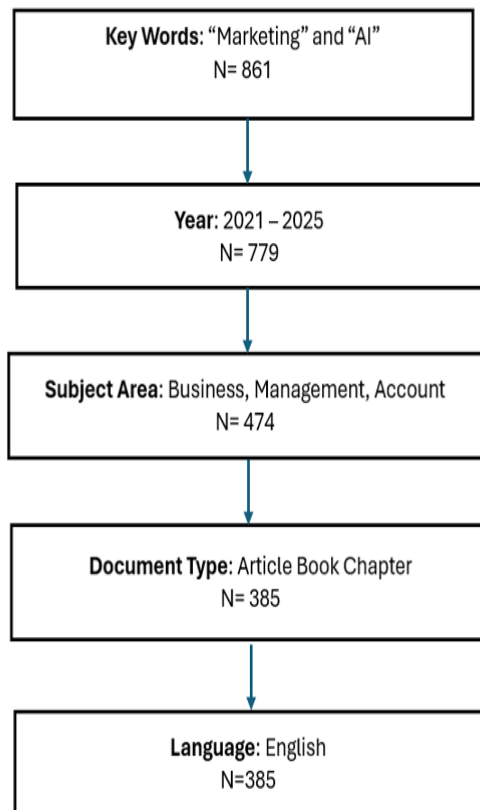 Key Words: “Marketing” and “AI”
N= 861
Year: 2021 – 2025
N= 779
Subject Area: Business, Management, Account
N= 474
Document Type: Article Book Chapter
N= 385
Language: English
N=385